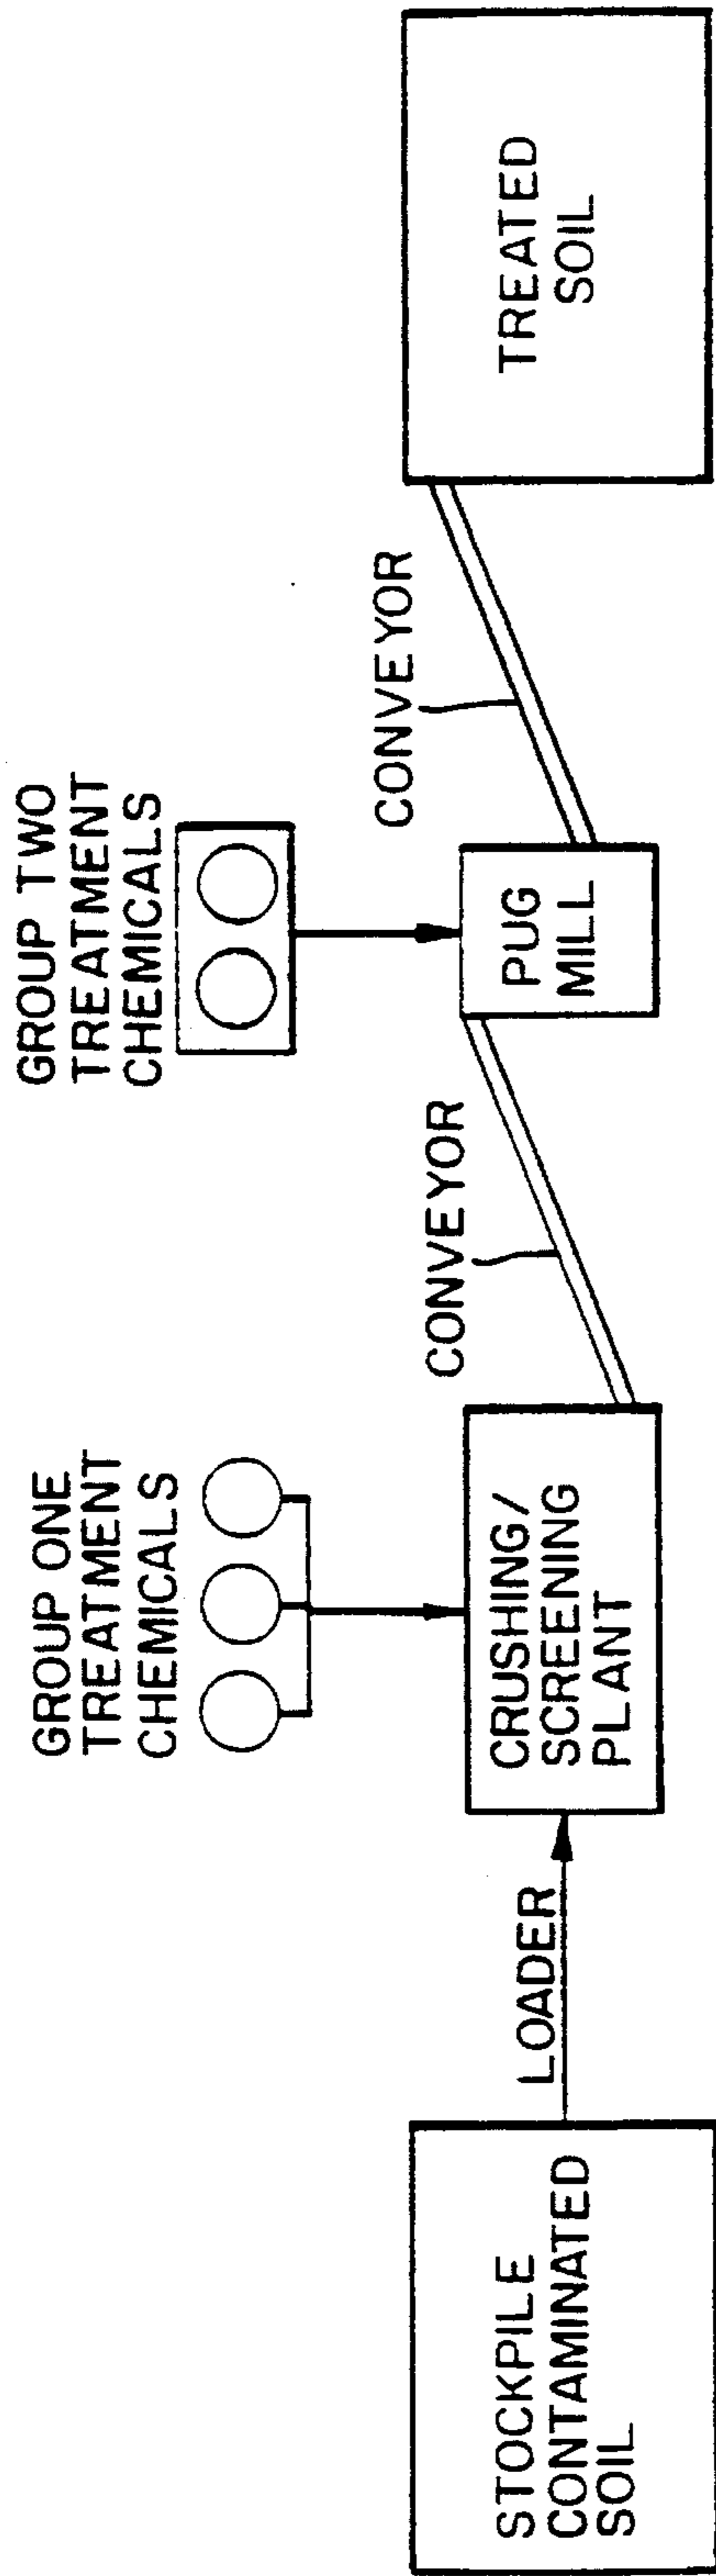 STOCKPILE
CONTAMINATED
SOIL
LOADER
GROUP ONE
TREATMENT
CHEMICALS
CRUSHING/
SCREENING
PLANT
CONVEYOR
GROUP TWO
TREATMENT
CHEMICALS
PUG
MILL
CONVEYOR
TREATED
SOIL